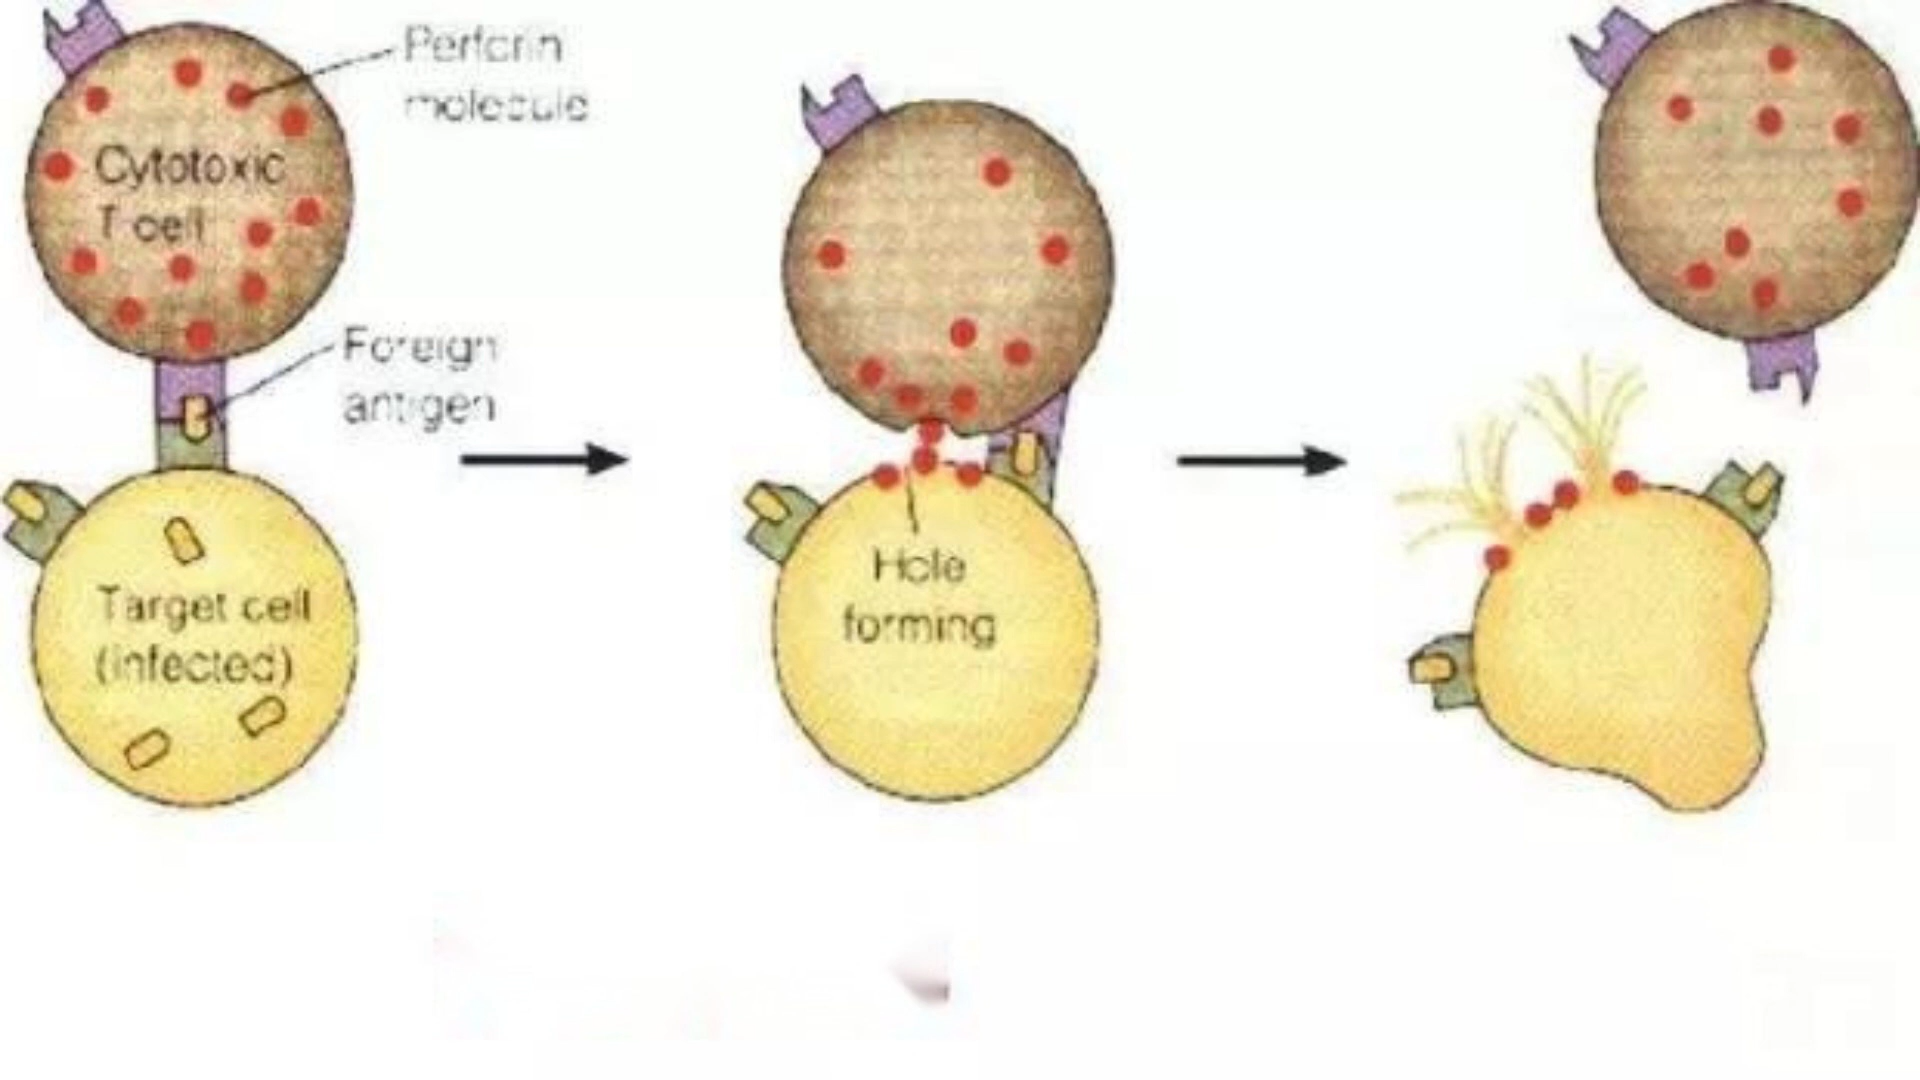 Perforin
molecule
Cytotoxic
T cell
Foreign
antigen
Target cell
(infected)
Hole
forming